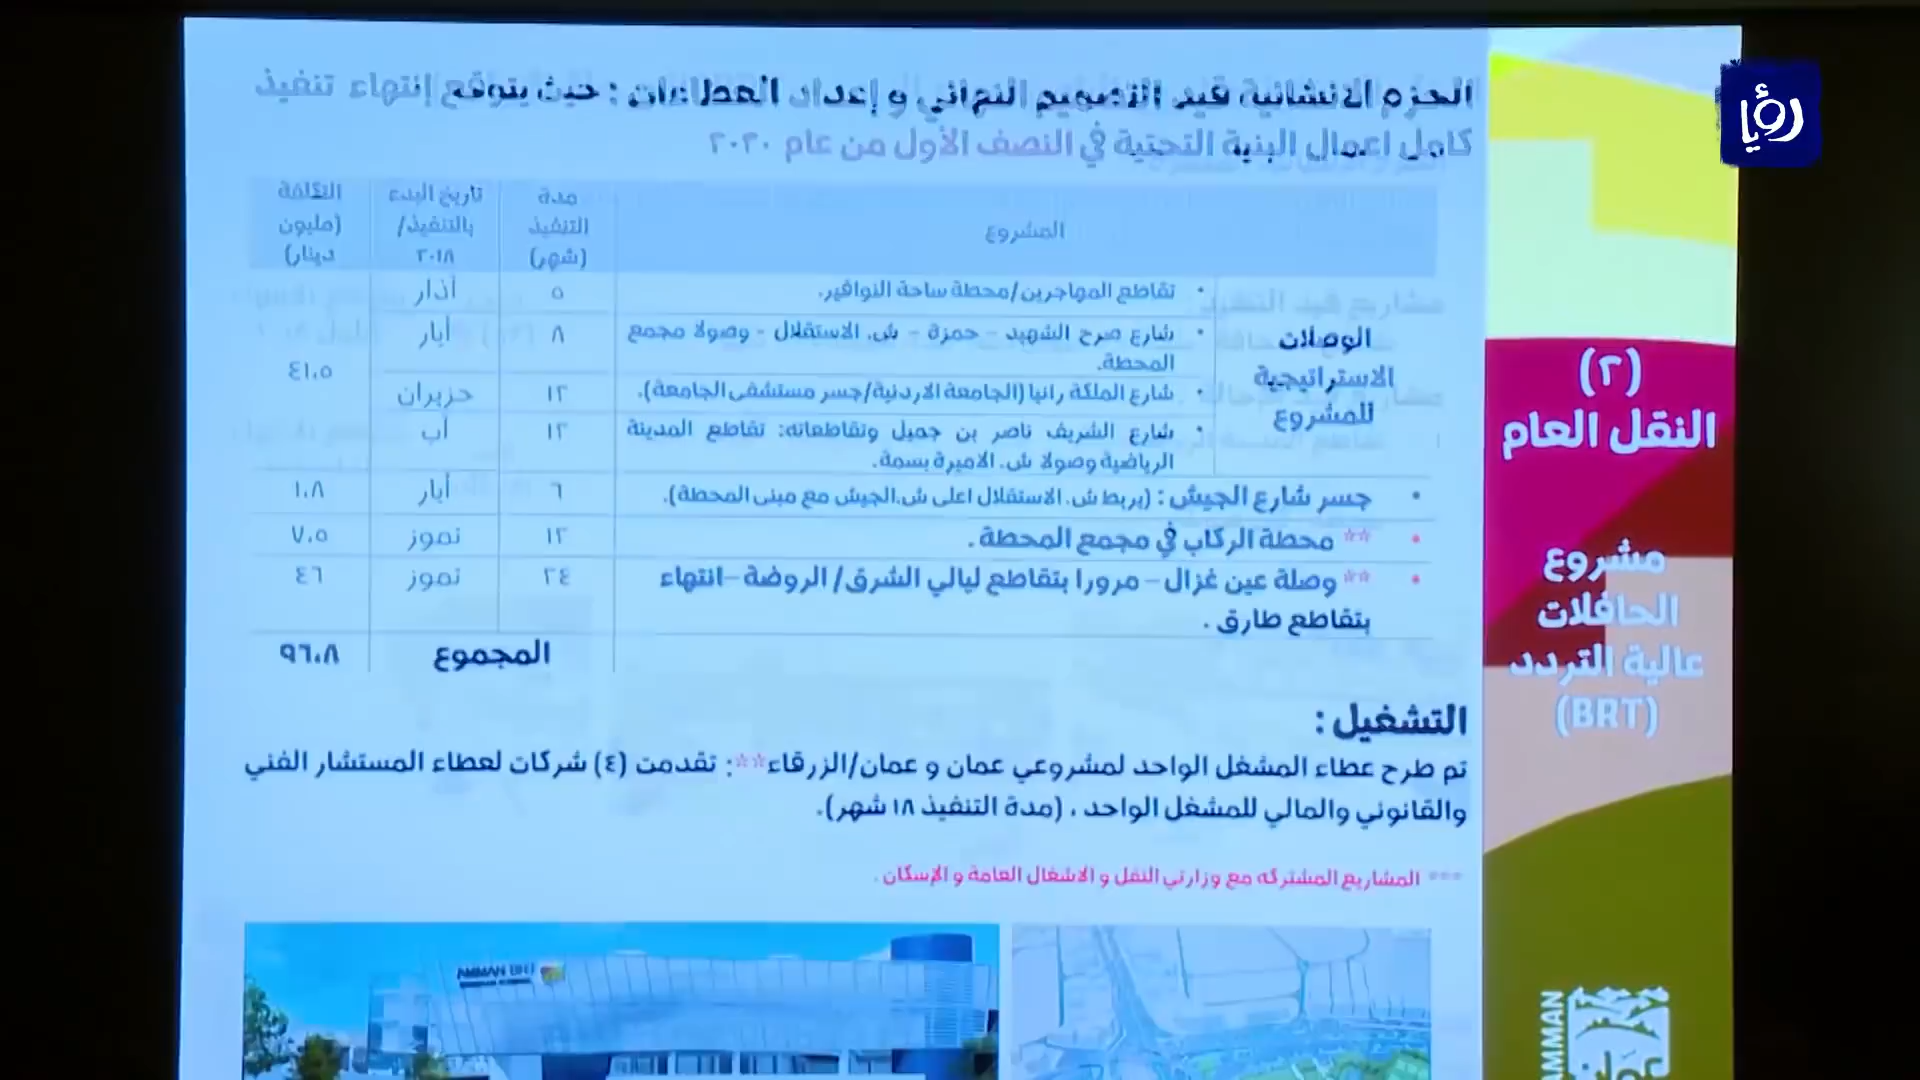 رؤيا
الحزم الانشائية قيد التصميم النهائي و إعداد العطاءات : حيث يتوقع إنتهاء تنفيذ
كامل اعمال البنية التحتية في النصف الأول من عام ٢٠٢٠
المشروع
مدة التنفيذ (شهر)
تاريخ البدء بالتنفيذ/ ٢٠١٨
التكلفة (مليون دينار)
الوصلات الاستراتيجية للمشروع
• تقاطع المهاجرين/محطة ساحة النوافير. ٥ آذار
• شارع صرح الشهيد - حمزة - ش. الاستقلال - وصولا مجمع ٨ أيار
المحطة.
٤١.٥
• شارع الملكة رانيا (الجامعة الاردنية/جسر مستشفى الجامعة). ١٢ حزيران
• شارع الشريف ناصر بن جميل وتقاطعاته: تقاطع المدينة ١٢ آب
الرياضية وصولا ش. الاميرة بسمة.
• جسر شارع الجيش : (يربط ش. الاستقلال اعلى ش.الجيش مع مبنى المحطة). ٦ أيار ١.٨
• ** محطة الركاب في مجمع المحطة . ١٢ تموز ٧.٥
• ** وصلة عين غزال - مرورا بتقاطع ليالي الشرق/ الروضة -انتهاء ٢٤ تموز ٤٦
بتقاطع طارق .
المجموع ٩٦.٨
التشغيل :
تم طرح عطاء المشغل الواحد لمشروعي عمان و عمان/الزرقاء**: تقدمت (٤) شركات لعطاء المستشار الفني
والقانوني والمالي للمشغل الواحد ، (مدة التنفيذ ١٨ شهر).
*** المشاريع المشتركه مع وزارتي النقل و الاشغال العامة و الإسكان .
AMMAN BRT
(٢)
النقل العام
مشروع
الحافلات
عالية التردد
(BRT)
AMMAN